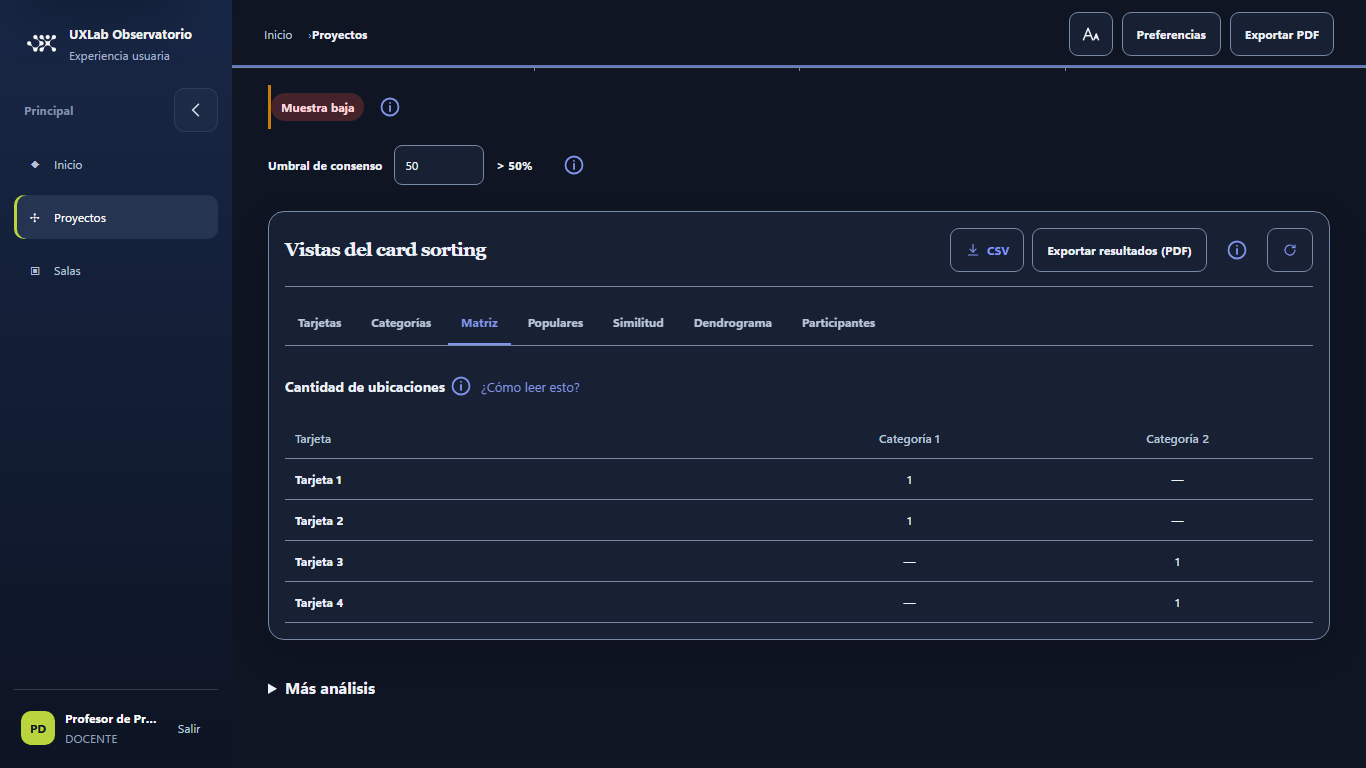 UXLab Observatorio
Experiencia usuaria
Principal
Inicio
Proyectos
Salas
PD
Profesor de Pr...
DOCENTE
Salir
Inicio ›Proyectos
AA
Preferencias
Exportar PDF
Muestra baja
Umbral de consenso 50 > 50%
Vistas del card sorting
CSV
Exportar resultados (PDF)
Tarjetas Categorías Matriz Populares Similitud Dendrograma Participantes
Cantidad de ubicaciones ¿Cómo leer esto?
Tarjeta Categoría 1 Categoría 2
Tarjeta 1 1 —
Tarjeta 2 1 —
Tarjeta 3 — 1
Tarjeta 4 — 1
Más análisis